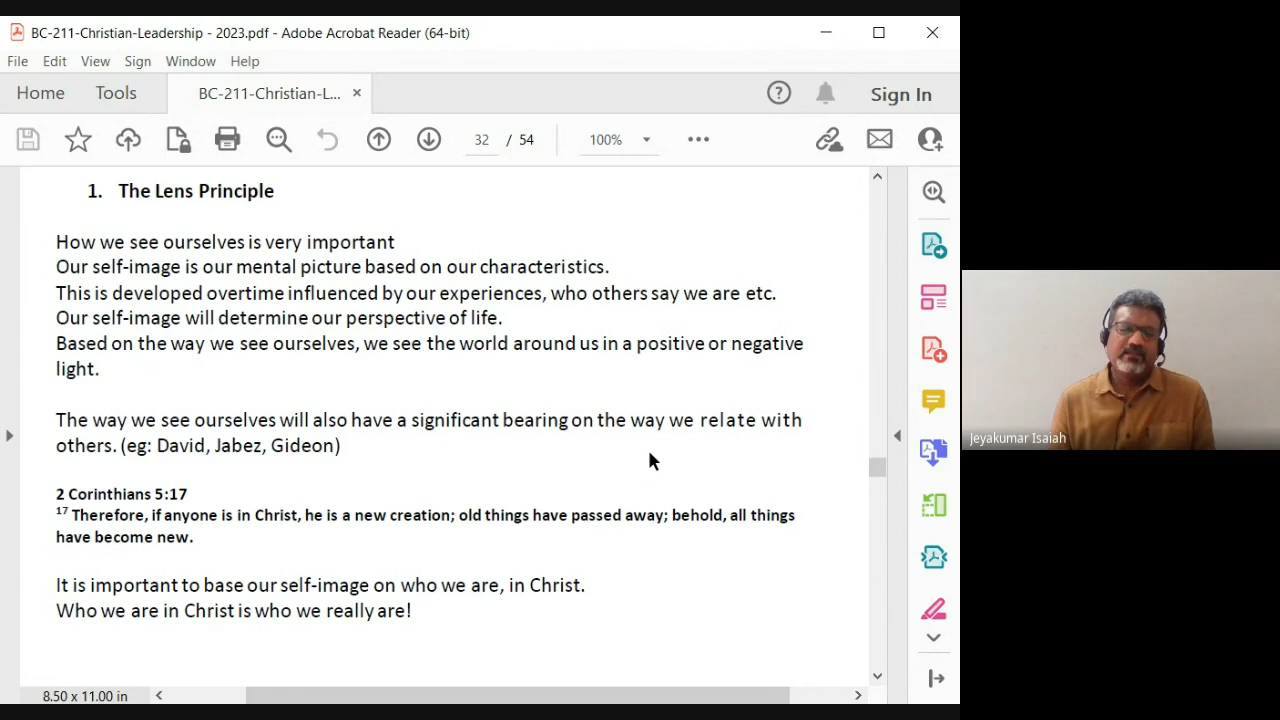 BC-211-Christian-Leadership - 2023.pdf - Adobe Acrobat Reader (64-bit)
File Edit View Sign Window Help
Home Tools BC-211-Christian-L... × Sign In
32 / 54 100%
1. The Lens Principle
How we see ourselves is very important
Our self-image is our mental picture based on our characteristics.
This is developed overtime influenced by our experiences, who others say we are etc.
Our self-image will determine our perspective of life.
Based on the way we see ourselves, we see the world around us in a positive or negative
light.
The way we see ourselves will also have a significant bearing on the way we relate with
others. (eg: David, Jabez, Gideon)
2 Corinthians 5:17
17 Therefore, if anyone is in Christ, he is a new creation; old things have passed away; behold, all things
have become new.
It is important to base our self-image on who we are, in Christ.
Who we are in Christ is who we really are!
8.50 x 11.00 in
Jeyakumar Isaiah